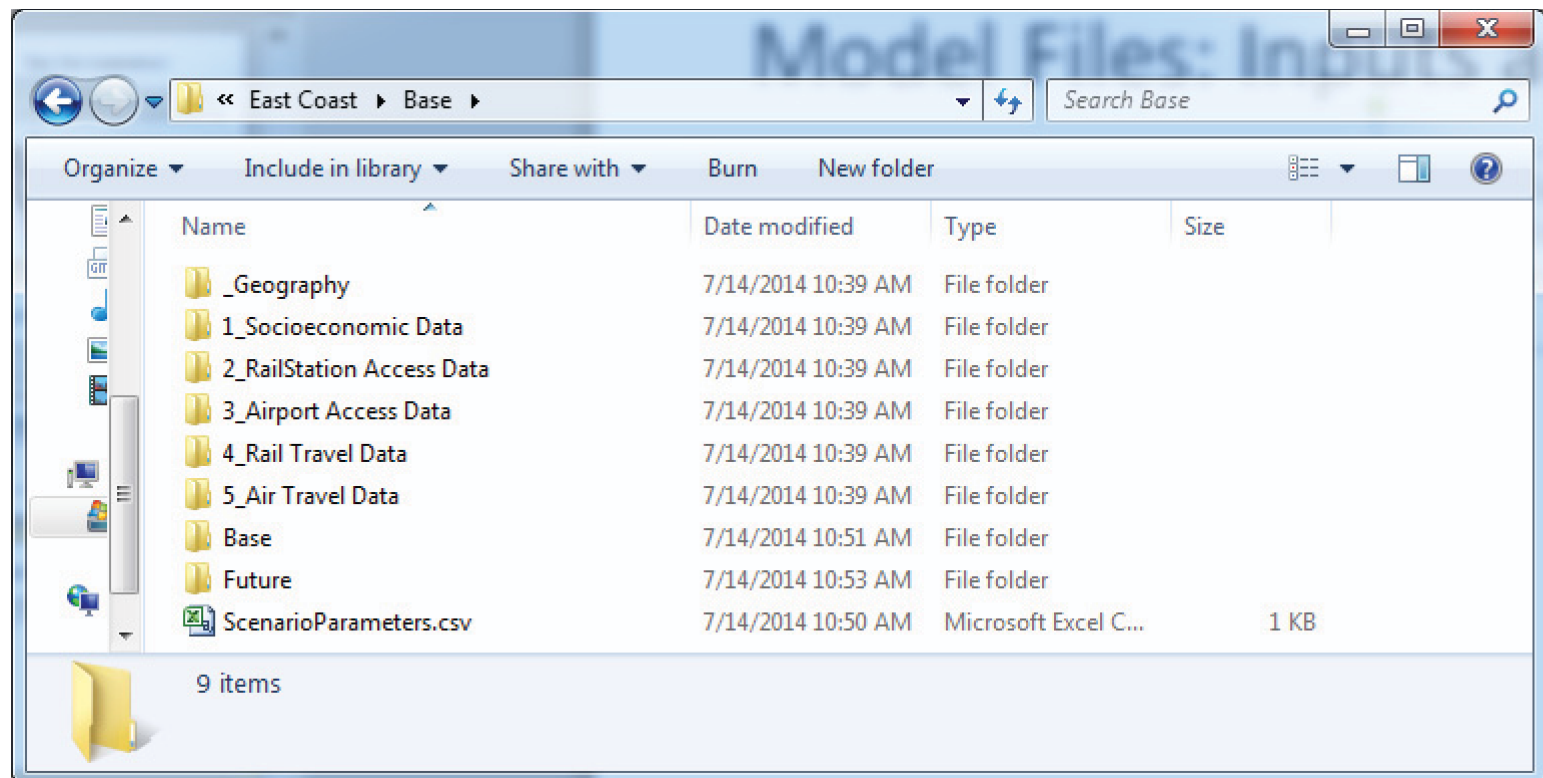 Model Files: Inputs a
« East Coast ▸ Base ▸ Search Base
Organize ▾ Include in library ▾ Share with ▾ Burn New folder
Name Date modified Type Size
_Geography 7/14/2014 10:39 AM File folder
1_Socioeconomic Data 7/14/2014 10:39 AM File folder
2_RailStation Access Data 7/14/2014 10:39 AM File folder
3_Airport Access Data 7/14/2014 10:39 AM File folder
4_Rail Travel Data 7/14/2014 10:39 AM File folder
5_Air Travel Data 7/14/2014 10:39 AM File folder
Base 7/14/2014 10:51 AM File folder
Future 7/14/2014 10:53 AM File folder
ScenarioParameters.csv 7/14/2014 10:50 AM Microsoft Excel C... 1 KB
9 items